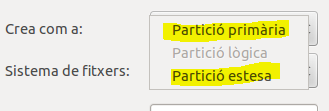 Crea com a:
Partició primària
Partició lògica
Sistema de fitxers:
Partició estesa